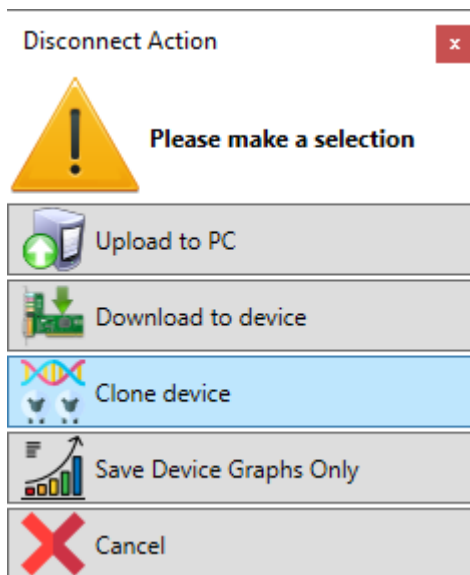 Disconnect Action
x
Please make a selection
Upload to PC
Download to device
Clone device
Save Device Graphs Only
Cancel